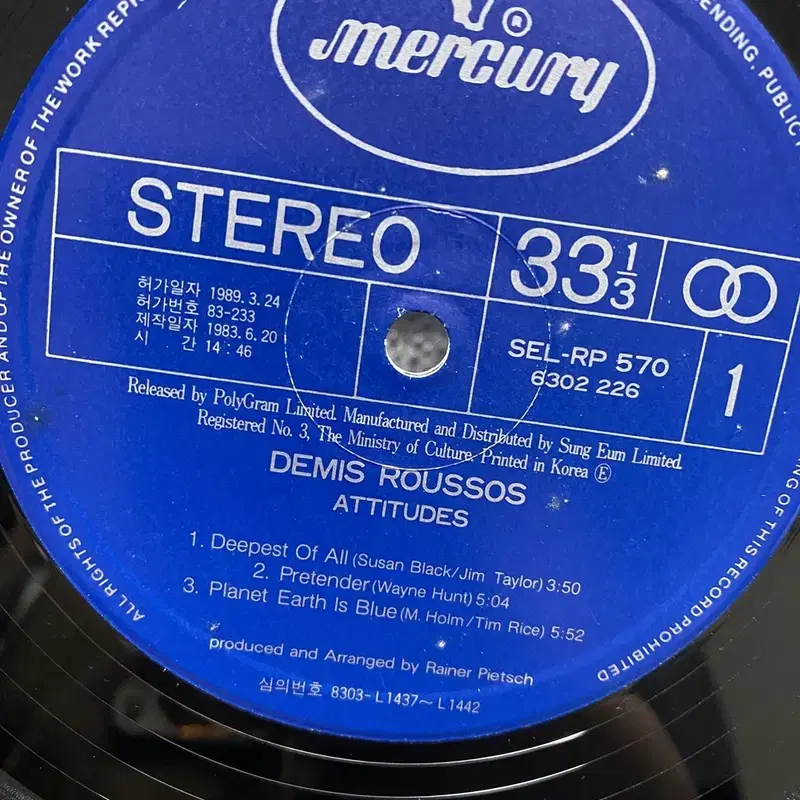 mercury ®
STEREO
33 1/3
허가일자 1989. 3. 24
허가번호 83-233
제작일자 1983. 6. 20
시 간 14 : 46
SEL-RP 570
6302 226
1
Released by PolyGram Limited. Manufactured and Distributed by Sung Eum Limited.
Registered No. 3, The Ministry of Culture. Printed in Korea Ⓔ
DEMIS ROUSSOS
ATTITUDES
1. Deepest Of All (Susan Black/Jim Taylor) 3:50
2. Pretender (Wayne Hunt) 5:04
3. Planet Earth Is Blue (M. Holm/Tim Rice) 5:52
produced and Arranged by Rainer Pietsch
심의번호 8303-L1437~L1442
ALL RIGHTS OF THE PRODUCER AND OF THE OWNER OF THE WORK
ENDING, PUBLIC
OF THIS RECORD PROHIBITED